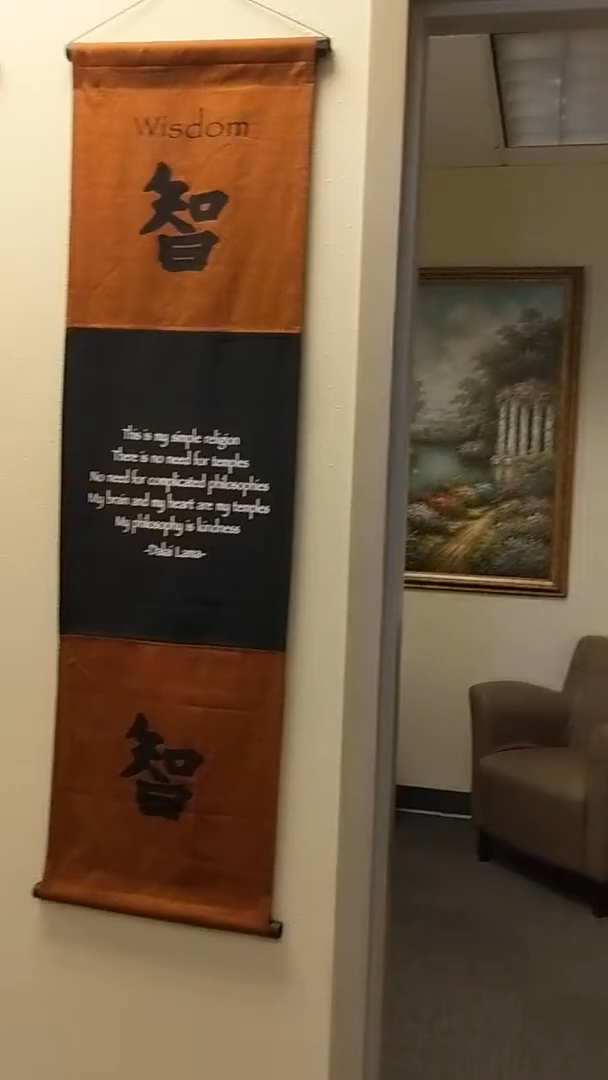 Wisdom
智
This is my simple religion
There is no need for temples
No need for complicated philosophies
My brain and my heart are my temples
My philosophy is kindness
-Dalai Lama-
智